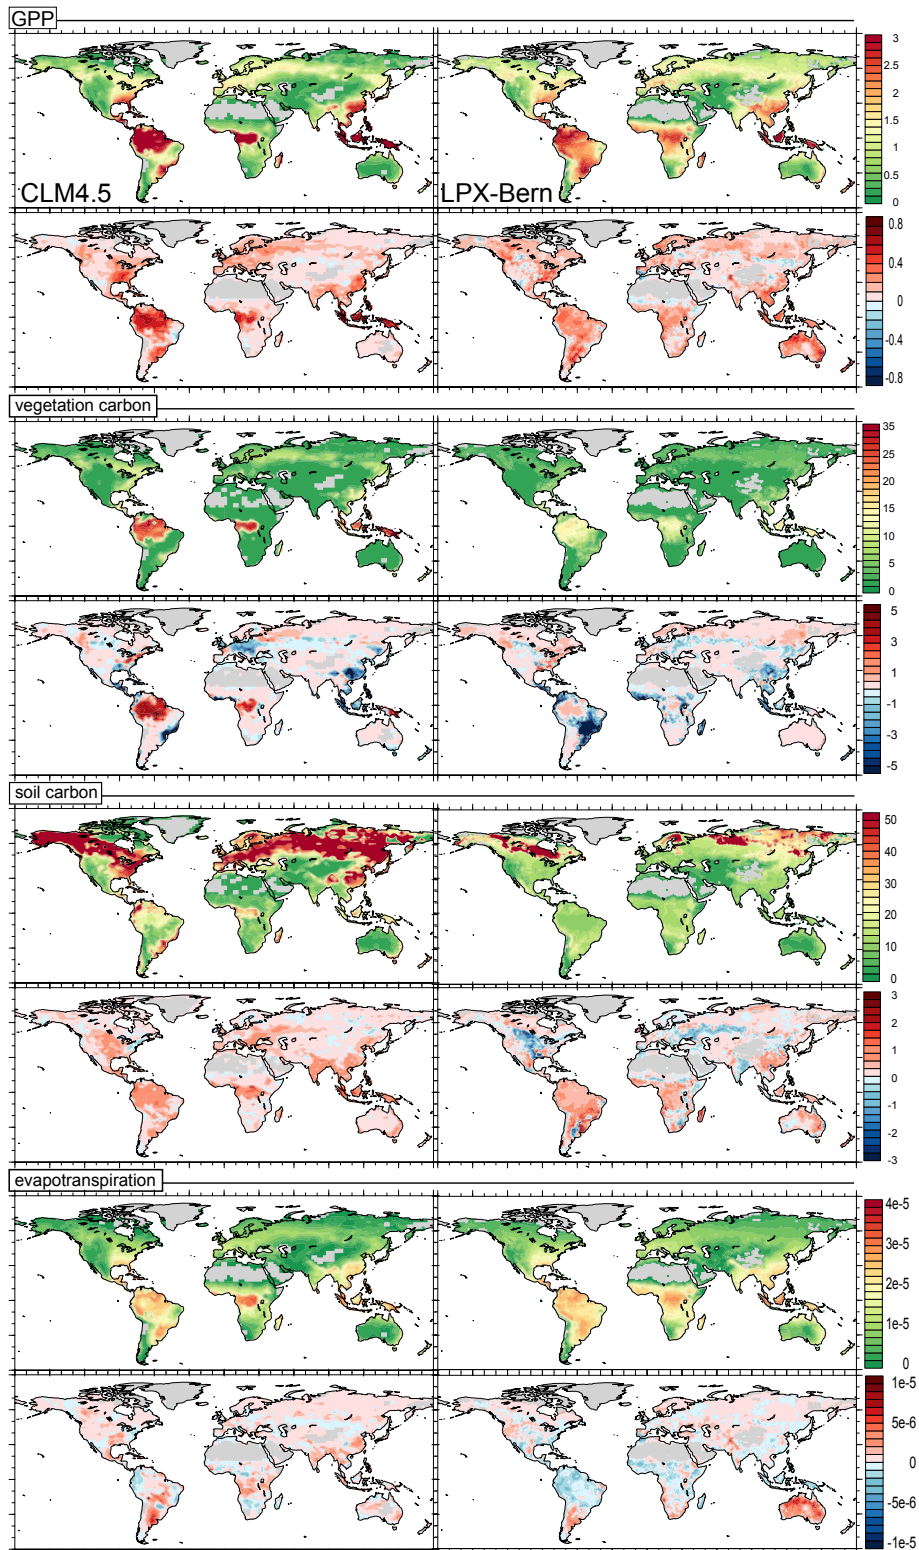 GPP
CLM4.5
LPX-Bern
3
2.5
2
1.5
1
0.5
0
0.8
0.4
0
-0.4
-0.8
vegetation carbon
35
30
25
20
15
10
5
0
5
3
1
-1
-3
-5
soil carbon
50
40
30
20
10
0
3
2
1
0
-1
-2
-3
evapotranspiration
4e-5
3e-5
2e-5
1e-5
0
1e-5
5e-6
0
-5e-6
-1e-5